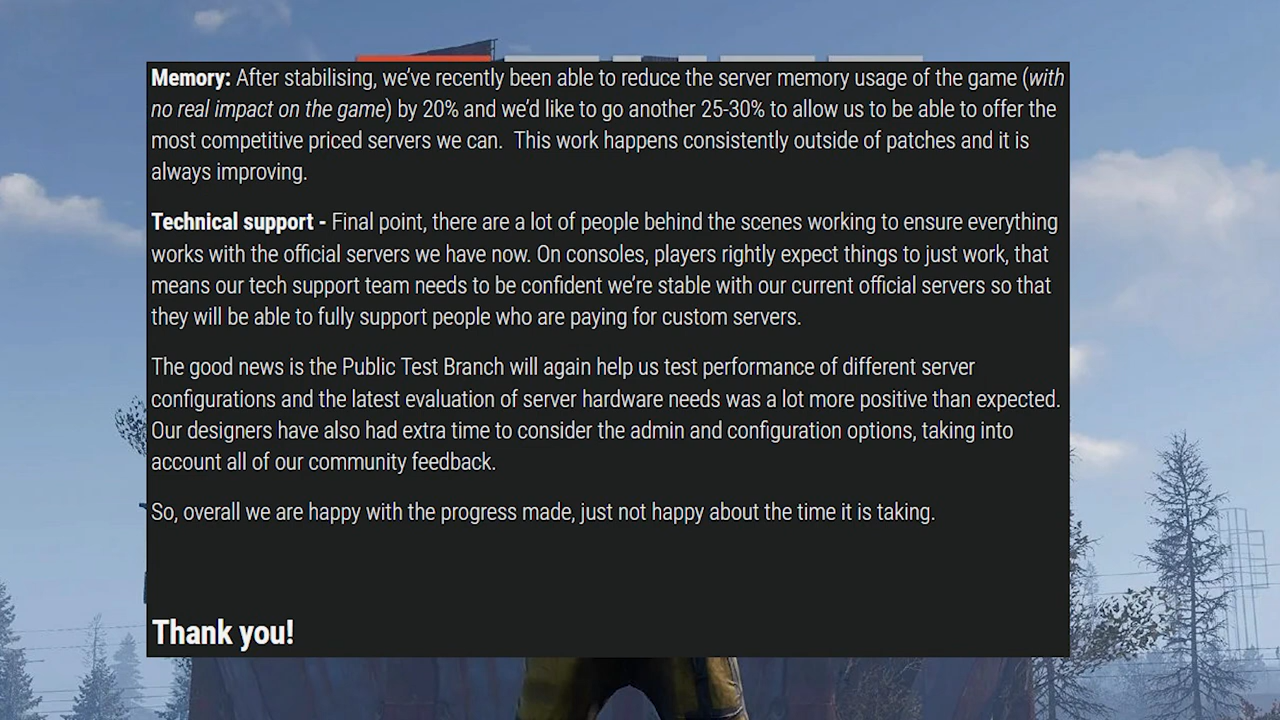 Memory: After stabilising, we've recently been able to reduce the server memory usage of the game (with
no real impact on the game) by 20% and we'd like to go another 25-30% to allow us to be able to offer the
most competitive priced servers we can.  This work happens consistently outside of patches and it is
always improving.
Technical support - Final point, there are a lot of people behind the scenes working to ensure everything
works with the official servers we have now. On consoles, players rightly expect things to just work, that
means our tech support team needs to be confident we're stable with our current official servers so that
they will be able to fully support people who are paying for custom servers.
The good news is the Public Test Branch will again help us test performance of different server
configurations and the latest evaluation of server hardware needs was a lot more positive than expected.
Our designers have also had extra time to consider the admin and configuration options, taking into
account all of our community feedback.
So, overall we are happy with the progress made, just not happy about the time it is taking.
Thank you!